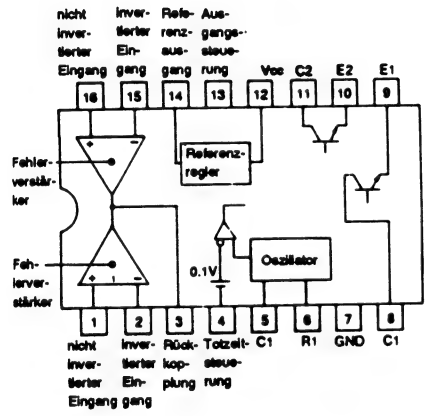 nicht
inver-
tierter
Eingang
inver-
tierter
Ein-
gang
Refe-
renz-
aus-
gang
Aus-
gangs-
steue-
rung
Vcc
C2
E2
E1
16
15
14
13
12
11
10
9
+
−
Fehler-
verstär-
ker
Referenz-
regler
Feh-
lerver-
stärker
+
−
0.1V
Oszillator
1
2
3
4
5
6
7
8
nicht
inver-
tierter
Eingang
inver-
tierter
Ein-
gang
Rück-
kop-
plung
Totzeit-
steue-
rung
C1
R1
GND
C1